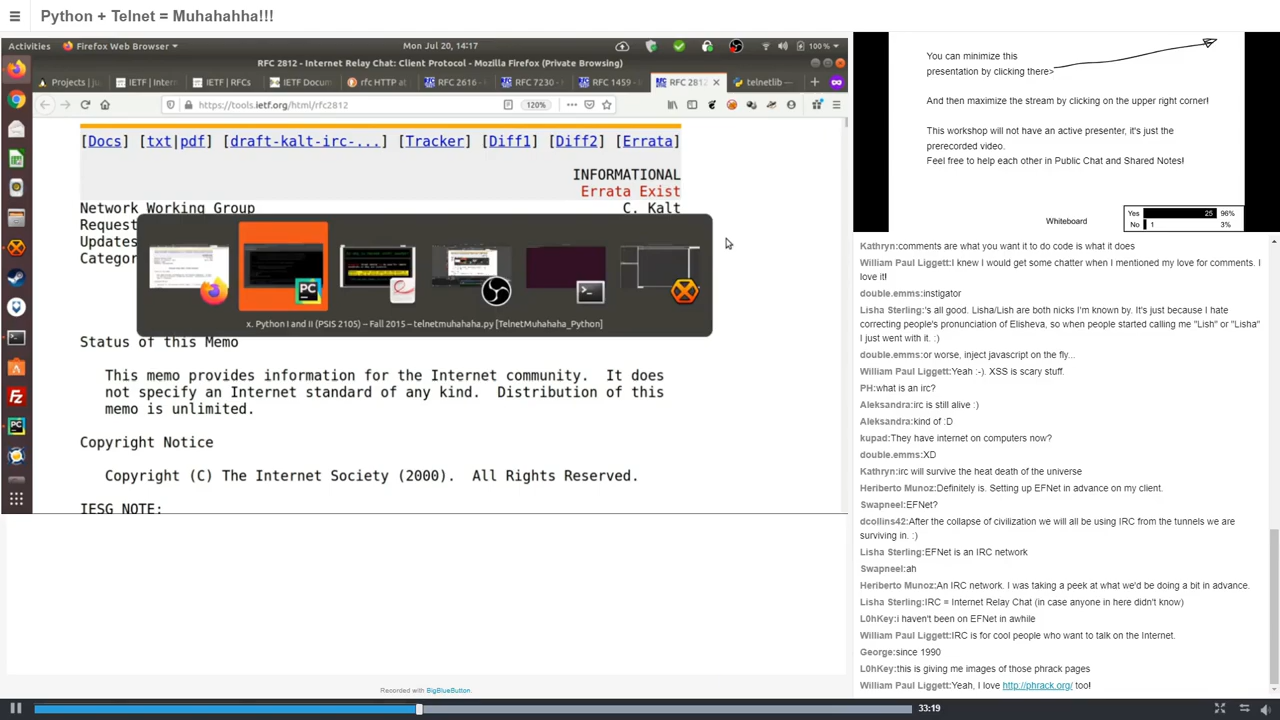 Python + Telnet = Muhahahha!!!
Activities
Firefox Web Browser
Mon Jul 20, 14:17
100%
RFC 2812 - Internet Relay Chat: Client Protocol - Mozilla Firefox (Private Browsing)
Projects | ju
IETF | Intern
IETF | RFCs
IETF Docum
rfc HTTP at
RFC 2616 -
RFC 7230 -
RFC 1459 -
RFC 2812
telnetlib —
https://tools.ietf.org/html/rfc2812
120%
[Docs] [txt|pdf] [draft-kalt-irc-...] [Tracker] [Diff1] [Diff2] [Errata]
INFORMATIONAL
Errata Exist
Network Working Group C. Kalt
Request
Updates
Categor
x. Python I and II (PSIS 2105) – Fall 2015 – telnetmuhahaha.py [TelnetMuhahaha_Python]
Status of this Memo
This memo provides information for the Internet community. It does
not specify an Internet standard of any kind. Distribution of this
memo is unlimited.
Copyright Notice
Copyright (C) The Internet Society (2000). All Rights Reserved.
IESG NOTE:
Recorded with BigBlueButton.
You can minimize this
presentation by clicking there>
And then maximize the stream by clicking on the upper right corner!
This workshop will not have an active presenter, it's just the
prerecorded video.
Feel free to help each other in Public Chat and Shared Notes!
Whiteboard
Yes 25 96%
No 1 3%
Kathryn:comments are what you want it to do code is what it does
William Paul Liggett:I knew I would get some chatter when I mentioned my love for comments. I
love it!
double.emms:instigator
Lisha Sterling:'s all good. Lisha/Lish are both nicks I'm known by. It's just because I hate
correcting people's pronunciation of Elisheva, so when people started calling me "Lish" or "Lisha"
I just went with it. :)
double.emms:or worse, inject javascript on the fly...
William Paul Liggett:Yeah :-). XSS is scary stuff.
PH:what is an irc?
Aleksandra:irc is still alive :)
Aleksandra:kind of :D
kupad:They have internet on computers now?
double.emms:XD
Kathryn:irc will survive the heat death of the universe
Heriberto Munoz:Definitely is. Setting up EFNet in advance on my client.
Swapneel:EFNet?
dcollins42:After the collapse of civilization we will all be using IRC from the tunnels we are
surviving in. :)
Lisha Sterling:EFNet is an IRC network
Swapneel:ah
Heriberto Munoz:An IRC network. I was taking a peek at what we'd be doing a bit in advance.
Lisha Sterling:IRC = Internet Relay Chat (in case anyone in here didn't know)
L0hKey:i haven't been on EFNet in awhile
William Paul Liggett:IRC is for cool people who want to talk on the Internet.
George:since 1990
L0hKey:this is giving me images of those phrack pages
William Paul Liggett:Yeah, I love http://phrack.org/ too!
33:19